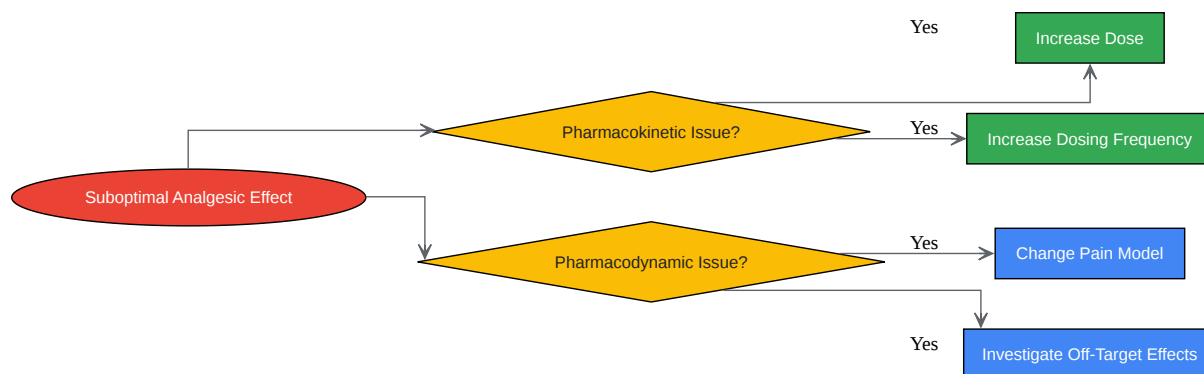 Yes
Increase Dose
Pharmacokinetic Issue?
Yes
Increase Dosing Frequency
Suboptimal Analgesic Effect
Pharmacodynamic Issue?
Yes
Change Pain Model
Yes
Investigate Off-Target Effects